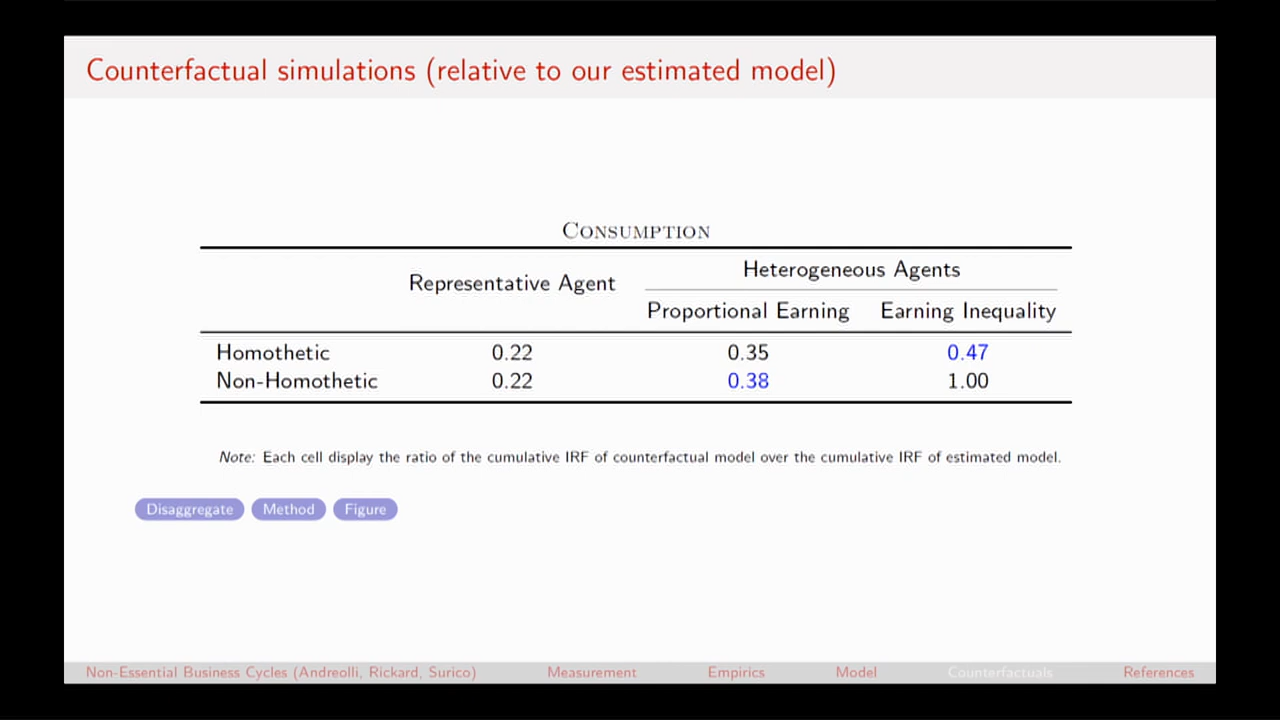 Counterfactual simulations (relative to our estimated model)
CONSUMPTION
Representative Agent
Heterogeneous Agents
Proportional Earning Earning Inequality
Homothetic 0.22 0.35 0.47
Non-Homothetic 0.22 0.38 1.00
Note: Each cell display the ratio of the cumulative IRF of counterfactual model over the cumulative IRF of estimated model.
Disaggregate Method Figure
Non-Essential Business Cycles (Andreolli, Rickard, Surico) Measurement Empirics Model Counterfactuals References